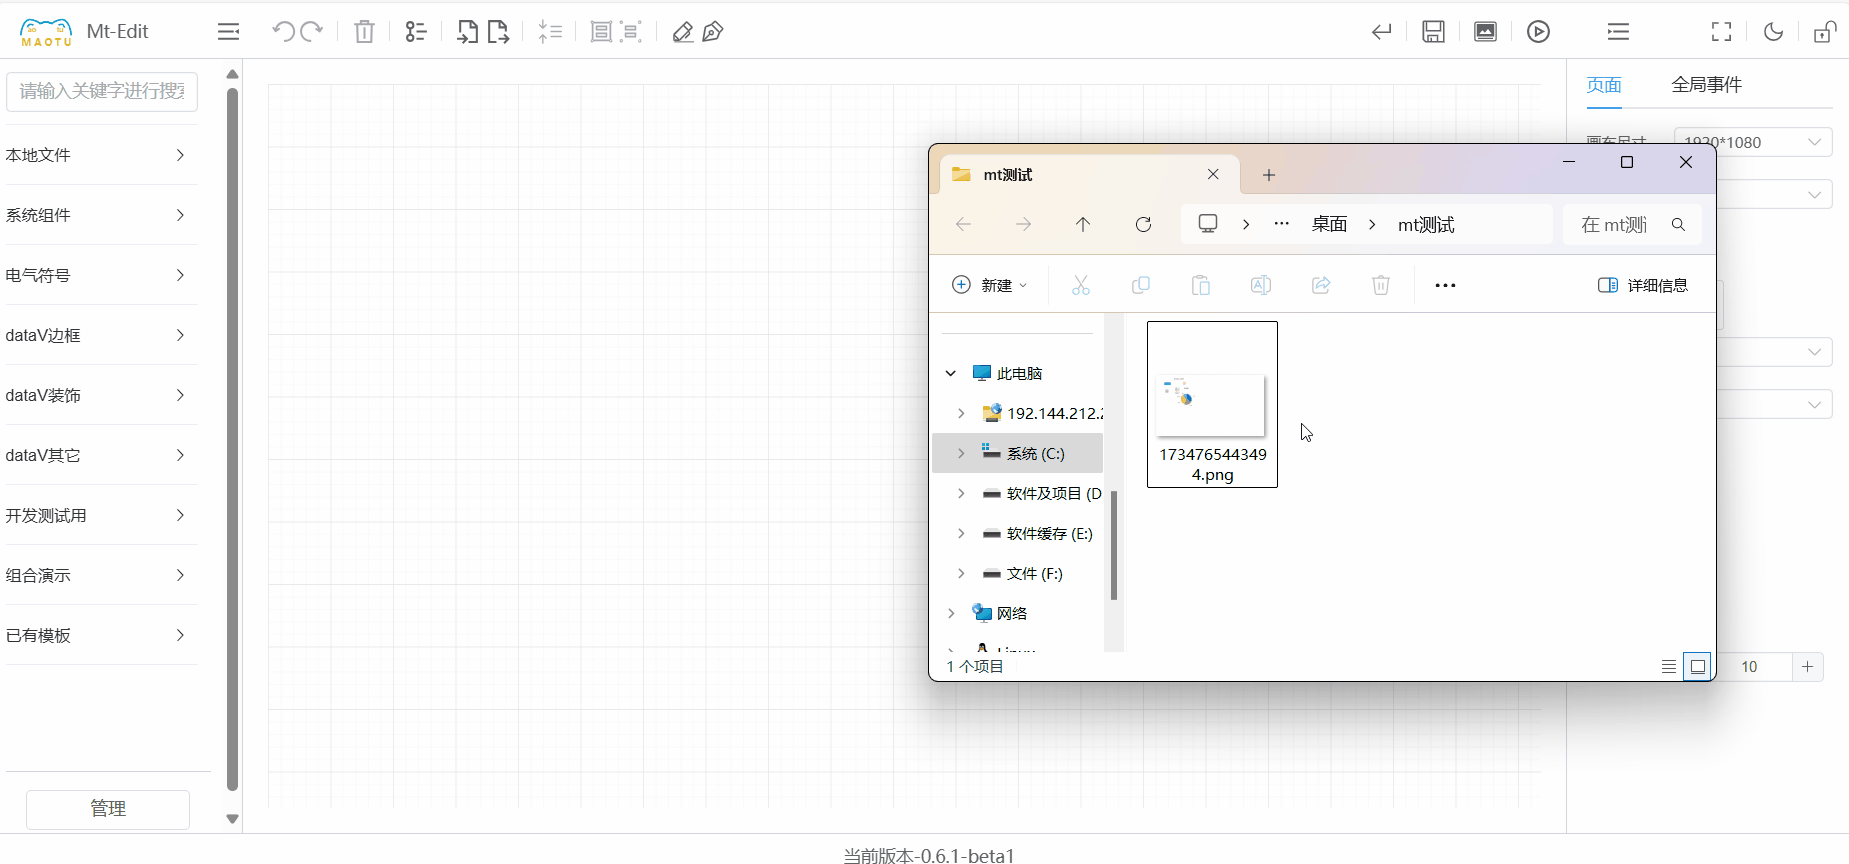 MAOTU
Mt-Edit
请输入关键字进行搜索
本地文件
系统组件
电气符号
dataV边框
dataV装饰
dataV其它
开发测试用
组合演示
已有模板
管理
页面
全局事件
画布尺寸
1920*1080
mt测试
桌面
mt测试
在 mt测
新建
详细信息
此电脑
192.144.212.2
系统 (C:)
软件及项目 (D
软件缓存 (E:)
文件 (F:)
网络
Linux
173476544349
4.png
1 个项目
10
当前版本-0.6.1-beta1